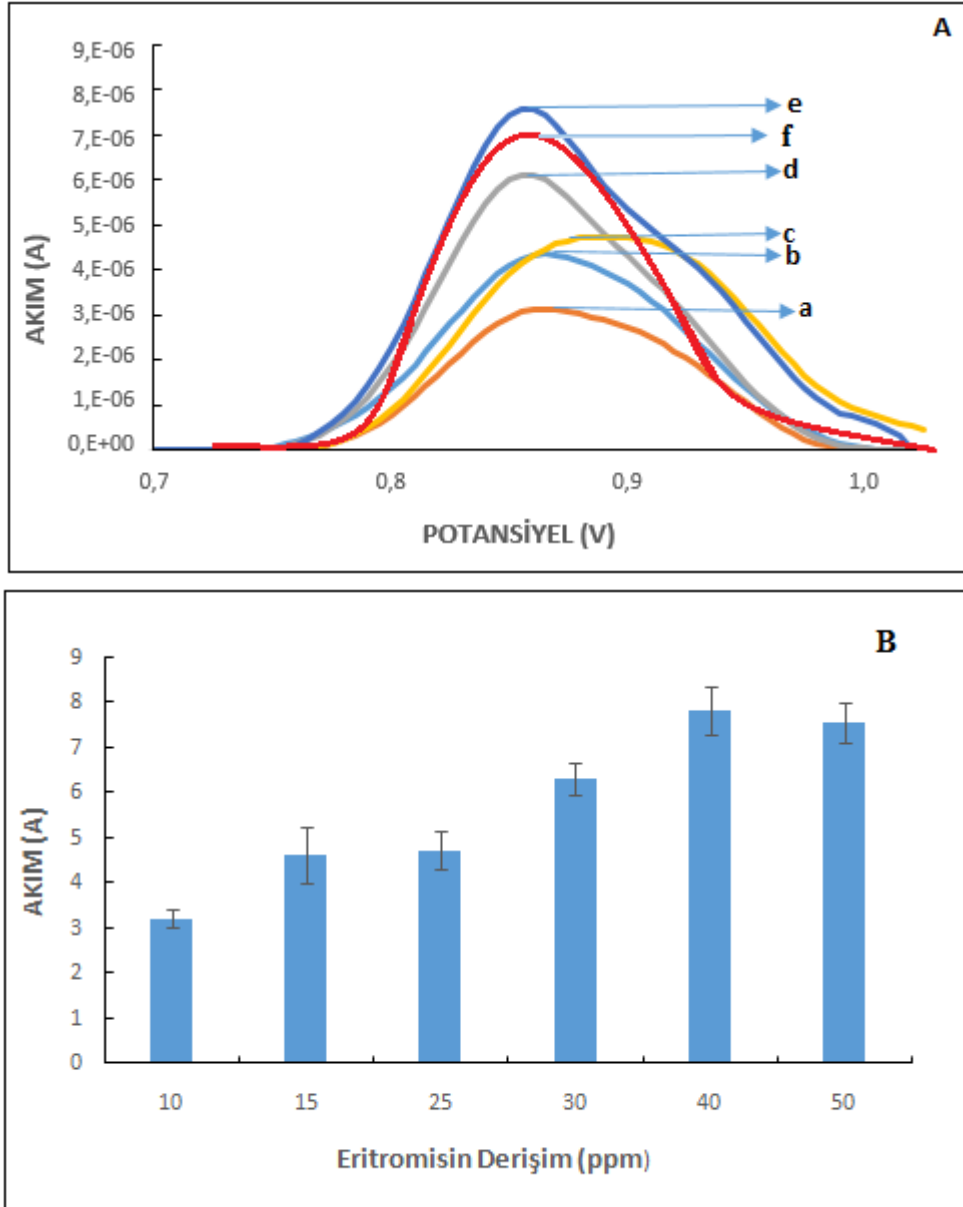 A
9,E-06
8,E-06
7,E-06
6,E-06
5,E-06
4,E-06
3,E-06
2,E-06
1,E-06
0,E+00
AKIM (A)
e
f
d
c
b
a
0,7 0,8 0,9 1,0
POTANSİYEL (V)
B
9
8
7
6
5
4
3
2
1
0
AKIM (A)
10 15 25 30 40 50
Eritromisin Derişim (ppm)